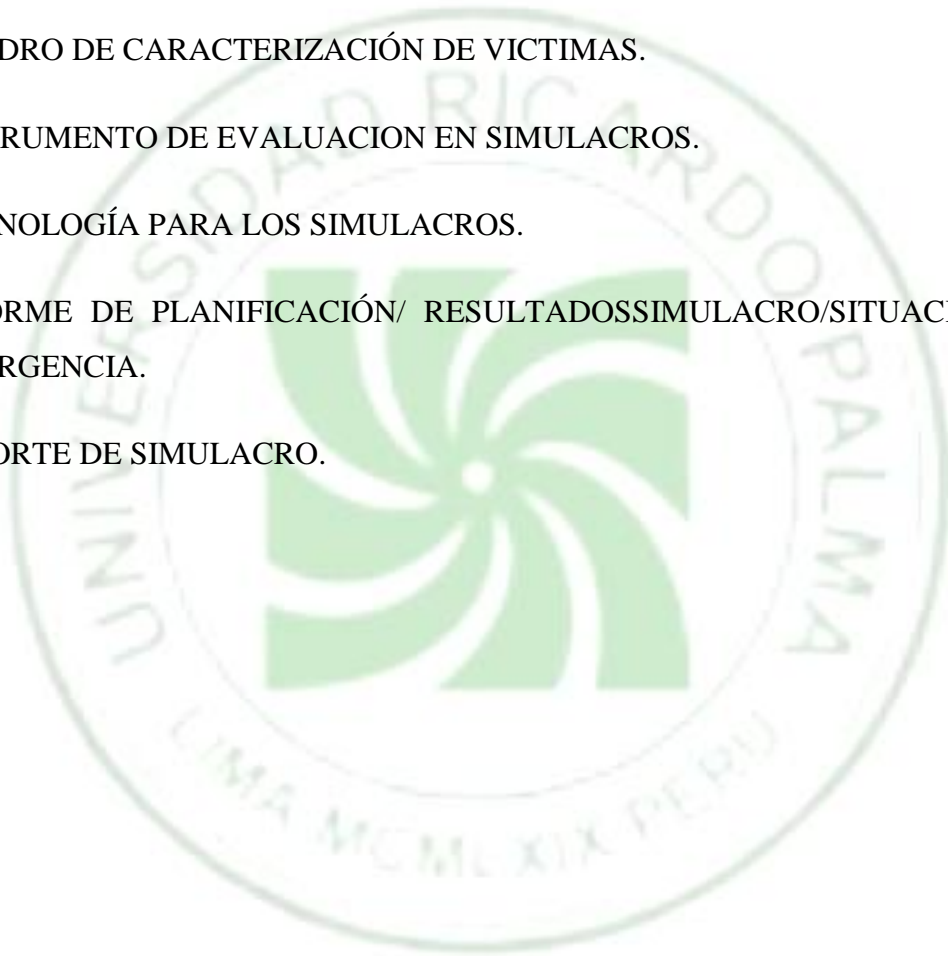 DRO DE CARACTERIZACIÓN DE VICTIMAS.
RUMENTO DE EVALUACION EN SIMULACROS.
NOLOGÍA PARA LOS SIMULACROS.
ORME DE PLANIFICACIÓN/ RESULTADOSSIMULACRO/SITUACI
RGENCIA.
ORTE DE SIMULACRO.
UNIVERSIDAD RICARDO PALMA
LIMA MCMLXIX PERU